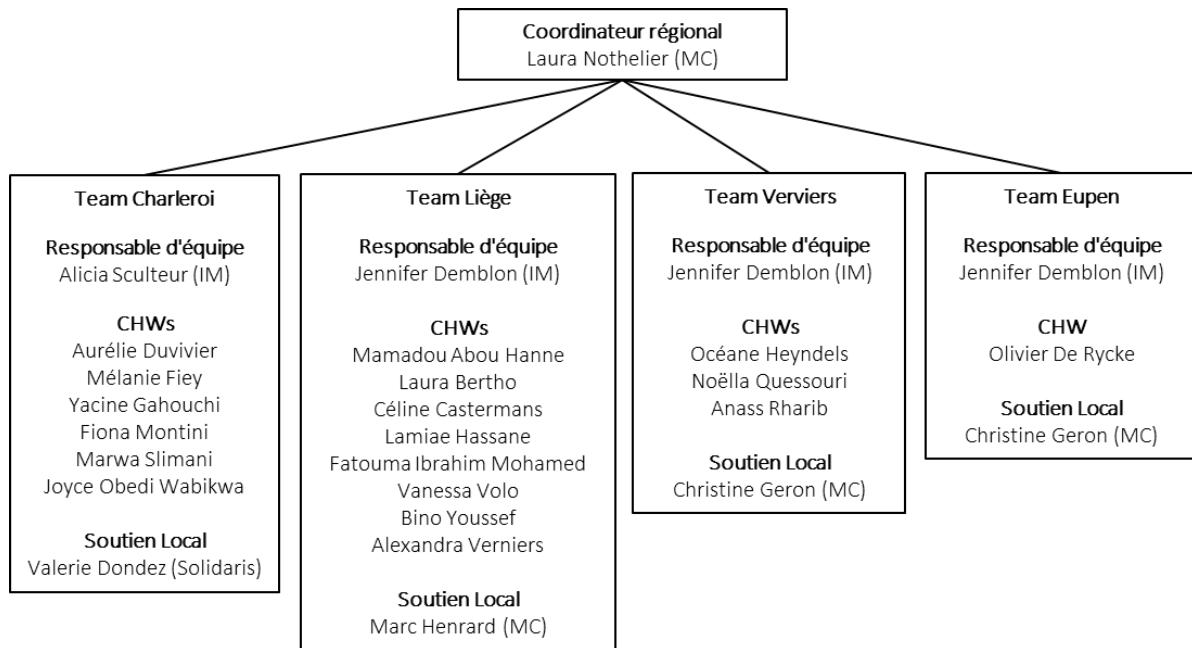 Coordinateur régional
Laura Nothelier (MC)
Team Charleroi
Responsable d'équipe
Alicia Sculteur (IM)
CHWs
Aurélie Duvivier
Mélanie Fiey
Yacine Gahouchi
Fiona Montini
Marwa Slimani
Joyce Obedi Wabikwa
Soutien Local
Valerie Dondez (Solidaris)
Team Liège
Responsable d'équipe
Jennifer Demblon (IM)
CHWs
Mamadou Abou Hanne
Laura Bertho
Céline Castermans
Lamiae Hassane
Fatouma Ibrahim Mohamed
Vanessa Volo
Bino Youssef
Alexandra Verniers
Soutien Local
Marc Henrard (MC)
Team Verviers
Responsable d'équipe
Jennifer Demblon (IM)
CHWs
Océane Heyndels
Noëlla Quessouri
Anass Rharib
Soutien Local
Christine Geron (MC)
Team Eupen
Responsable d'équipe
Jennifer Demblon (IM)
CHW
Olivier De Rycke
Soutien Local
Christine Geron (MC)